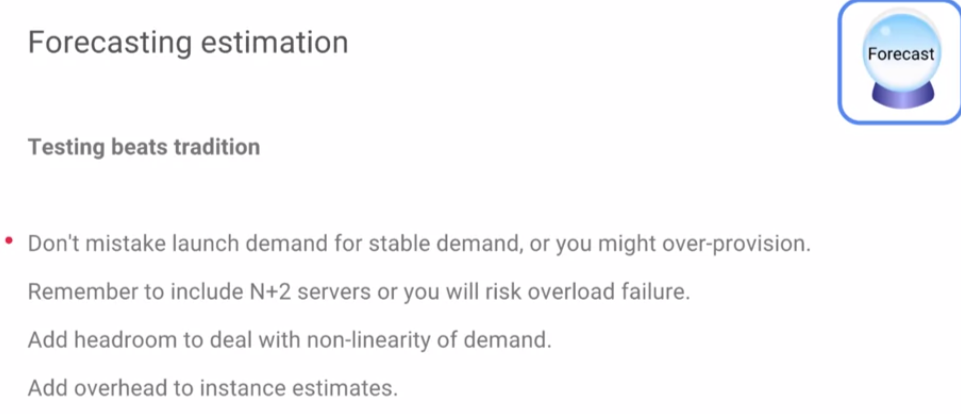 Forecasting estimation
Forecast
Testing beats tradition
Don't mistake launch demand for stable demand, or you might over-provision.
Remember to include N+2 servers or you will risk overload failure.
Add headroom to deal with non-linearity of demand.
Add overhead to instance estimates.